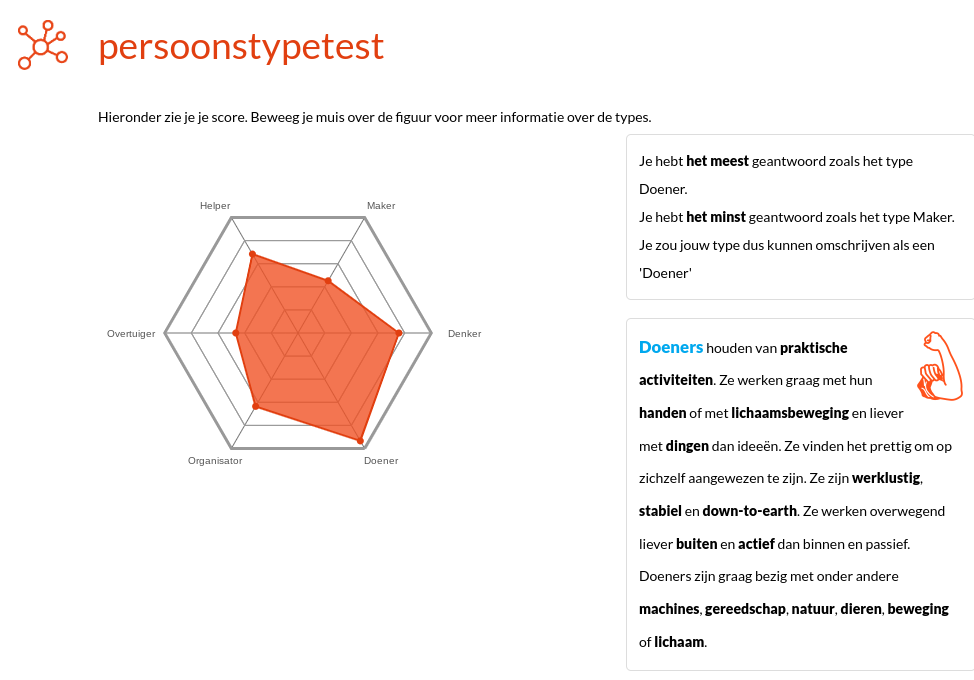 persoonstypetest
Hieronder zie je je score. Beweeg je muis over de figuur voor meer informatie over de types.
Helper
Maker
Overtuiger
Denker
Organisator
Doener
Je hebt het meest geantwoord zoals het type
Doener.
Je hebt het minst geantwoord zoals het type Maker.
Je zou jouw type dus kunnen omschrijven als een
'Doener'
Doeners houden van praktische
activiteiten. Ze werken graag met hun
handen of met lichaamsbeweging en liever
met dingen dan ideeën. Ze vinden het prettig om op
zichzelf aangewezen te zijn. Ze zijn werklustig,
stabiel en down-to-earth. Ze werken overwegend
liever buiten en actief dan binnen en passief.
Doeners zijn graag bezig met onder andere
machines, gereedschap, natuur, dieren, beweging
of lichaam.